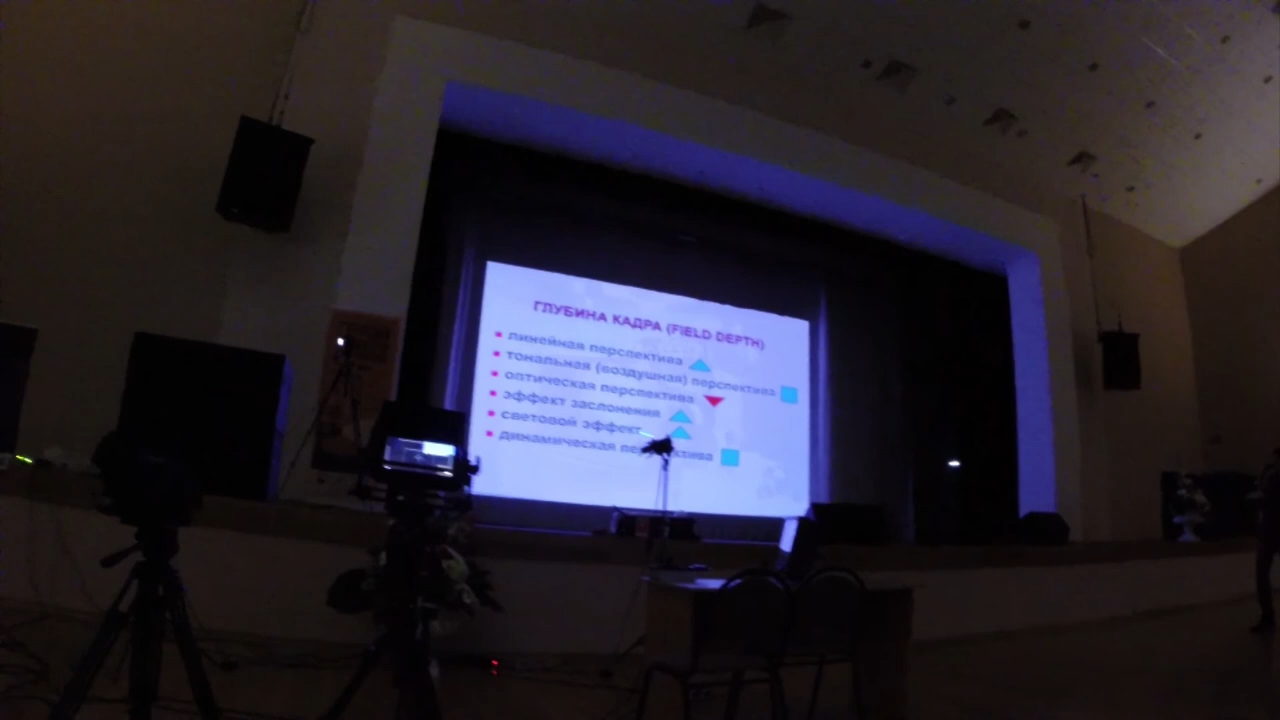 ГЛУБИНА КАДРА (FIELD DEPTH)
линейная перспектива
тональная (воздушная) перспектива
оптическая перспектива
эффект заслонения
световой эффект
динамическая перспектива